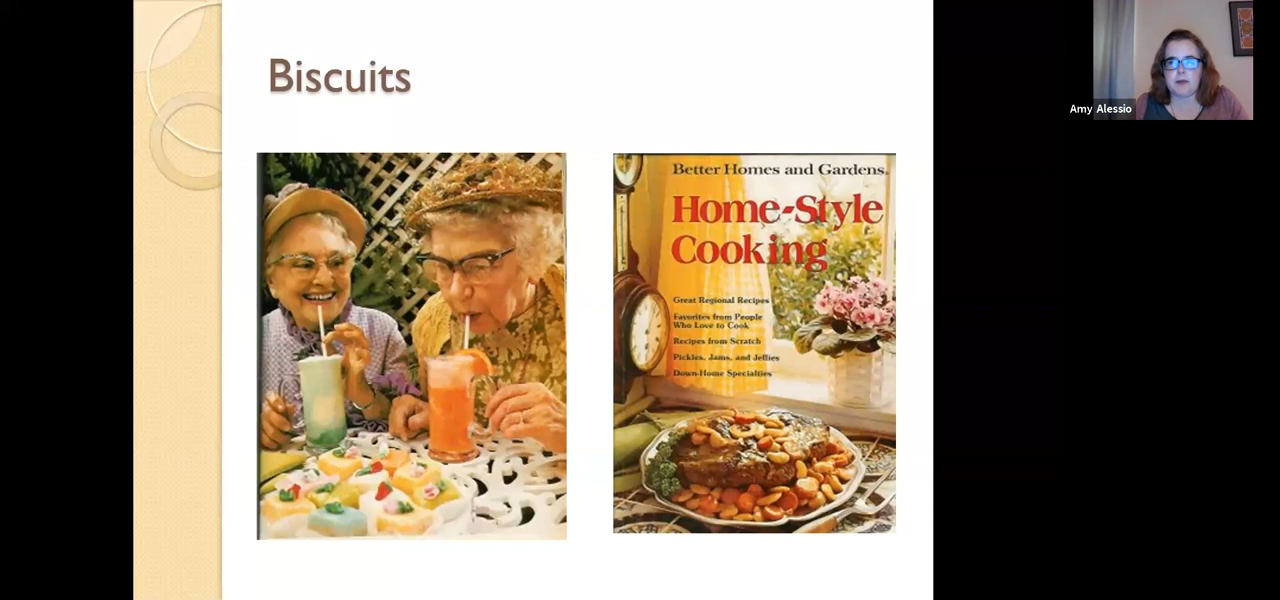 Biscuits
Amy Alessio
Better Homes and Gardens®
Home-Style
Cooking
Great Regional Recipes
Favorites from People
Who Love to Cook
Recipes from Scratch
Pickles, Jams, and Jellies
Down-Home Specialties